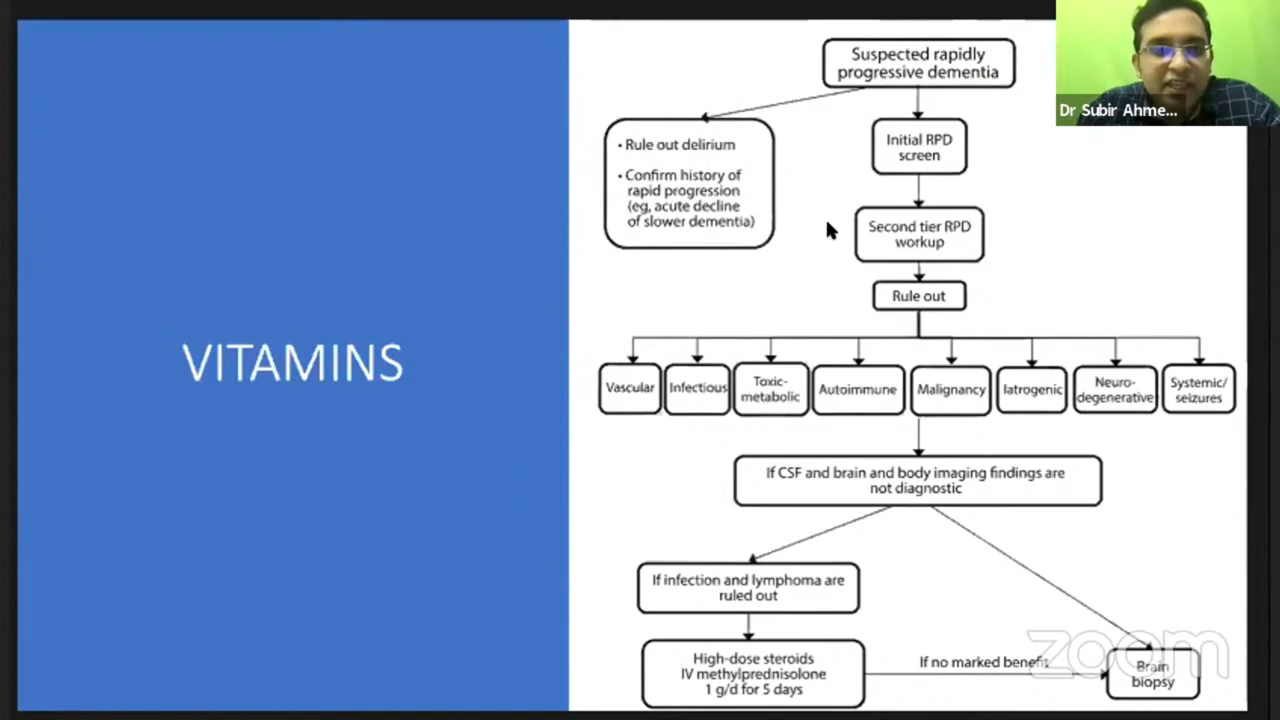 Suspected rapidly
progressive dementia
Dr Subir Ahme...
• Rule out delirium
• Confirm history of
rapid progression
(eg, acute decline
of slower dementia)
Initial RPD
screen
Second tier RPD
workup
Rule out
VITAMINS
Vascular
Infectious
Toxic-
metabolic
Autoimmune
Malignancy
Iatrogenic
Neuro-
degenerative
Systemic/
seizures
If CSF and brain and body imaging findings are
not diagnostic
If infection and lymphoma are
ruled out
High-dose steroids
IV methylprednisolone
1 g/d for 5 days
If no marked benefit
Brain
biopsy
zoom